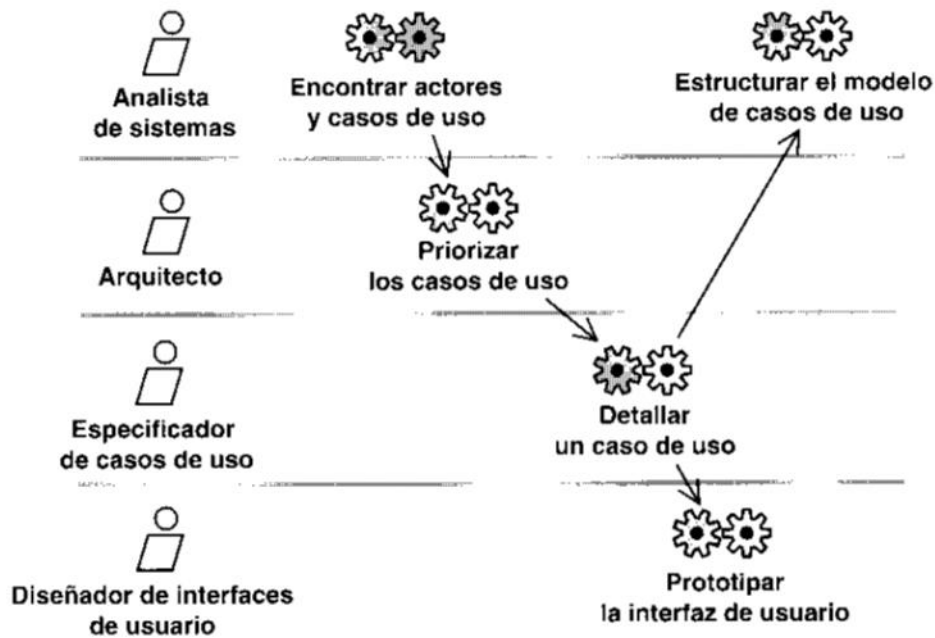 Analista
de sistemas
Encontrar actores
y casos de uso
Estructurar el modelo
de casos de uso
Arquitecto
Priorizar
los casos de uso
Especificador
de casos de uso
Detallar
un caso de uso
Diseñador de interfaces
de usuario
Prototipar
la interfaz de usuario